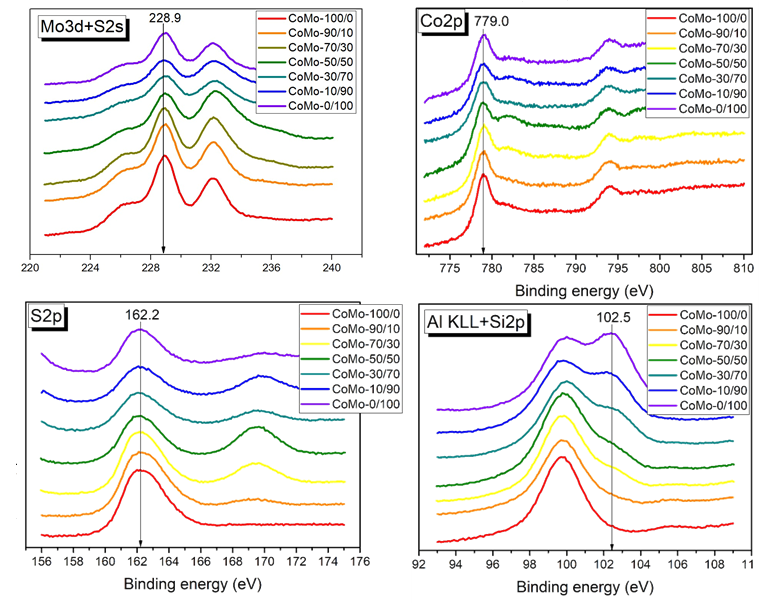 Mo3d+S2s
228.9
CoMo-100/0
CoMo-90/10
CoMo-70/30
CoMo-50/50
CoMo-30/70
CoMo-10/90
CoMo-0/100
220 224 228 232 236 240
Co2p
779.0
CoMo-100/0
CoMo-90/10
CoMo-70/30
CoMo-50/50
CoMo-30/70
CoMo-10/90
CoMo-0/100
775 780 785 790 795 800 805 810
Binding energy (eV)
S2p
162.2
CoMo-100/0
CoMo-90/10
CoMo-70/30
CoMo-50/50
CoMo-30/70
CoMo-10/90
CoMo-0/100
156 158 160 162 164 166 168 170 172 174 176
Binding energy (eV)
Al KLL+Si2p
102.5
CoMo-100/0
CoMo-90/10
CoMo-70/30
CoMo-50/50
CoMo-30/70
CoMo-10/90
CoMo-0/100
92 93 94 96 98 100 102 104 106 108 109 11
Binding energy (eV)